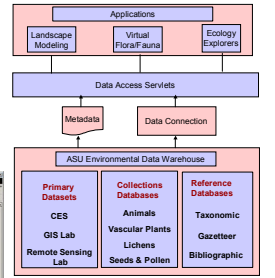 Applications
Landscape
Modeling
Virtual
Flora/Fauna
Ecology
Explorers
Data Access Servlets
Metadata
Data Connection
ASU Environmental Data Warehouse
Primary
Datasets
CES
GIS Lab
Remote Sensing
Lab
Collections
Databases
Animals
Vascular Plants
Lichens
Seeds & Pollen
Reference
Databases
Taxonomic
Gazetteer
Bibliographic